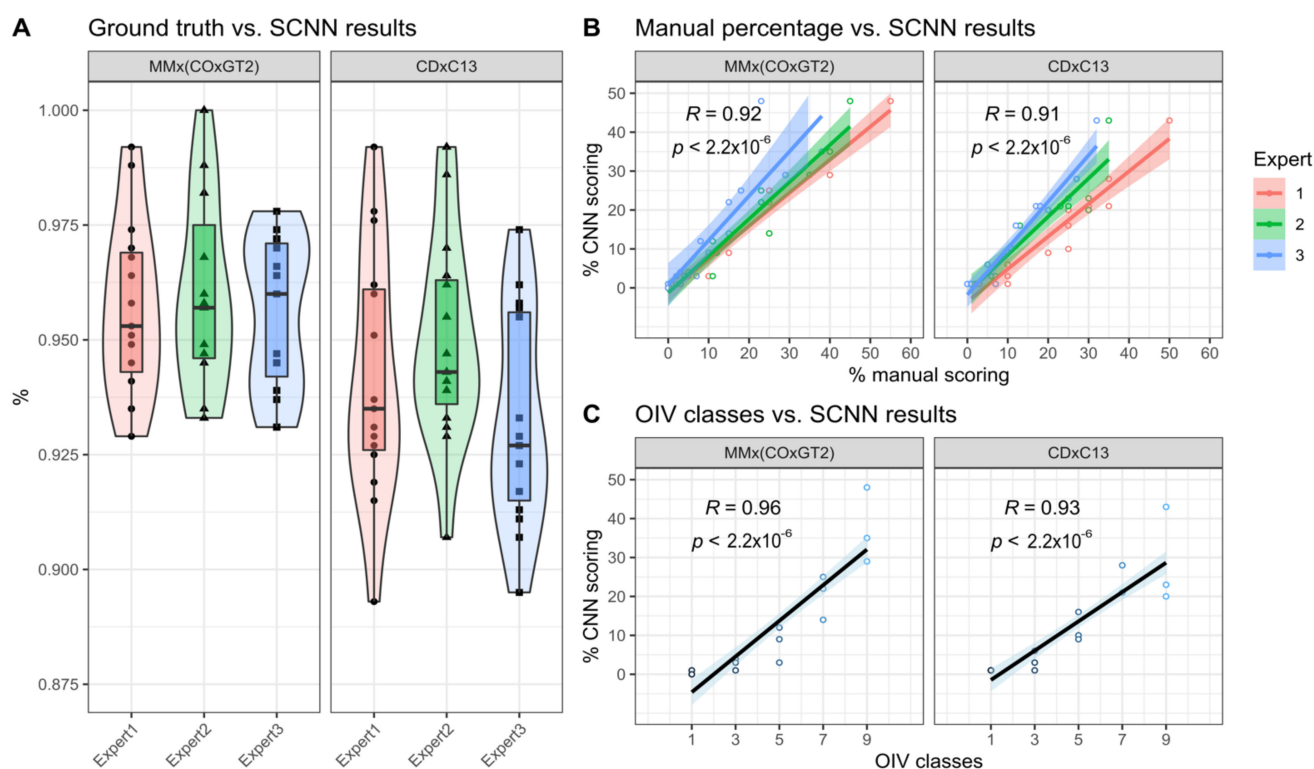 A Ground truth vs. SCNN results
MMx(COxGT2) CDxC13
%
1.000
0.975
0.950
0.925
0.900
0.875
Expert1 Expert2 Expert3 Expert1 Expert2 Expert3
B Manual percentage vs. SCNN results
MMx(COxGT2) CDxC13
% CNN scoring
50
40
30
20
10
0
R = 0.92
p < 2.2x10⁻⁶
R = 0.91
p < 2.2x10⁻⁶
0 10 20 30 40 50 60 0 10 20 30 40 50 60
% manual scoring
Expert
1
2
3
C OIV classes vs. SCNN results
MMx(COxGT2) CDxC13
% CNN scoring
50
40
30
20
10
0
R = 0.96
p < 2.2x10⁻⁶
R = 0.93
p < 2.2x10⁻⁶
1 3 5 7 9 1 3 5 7 9
OIV classes